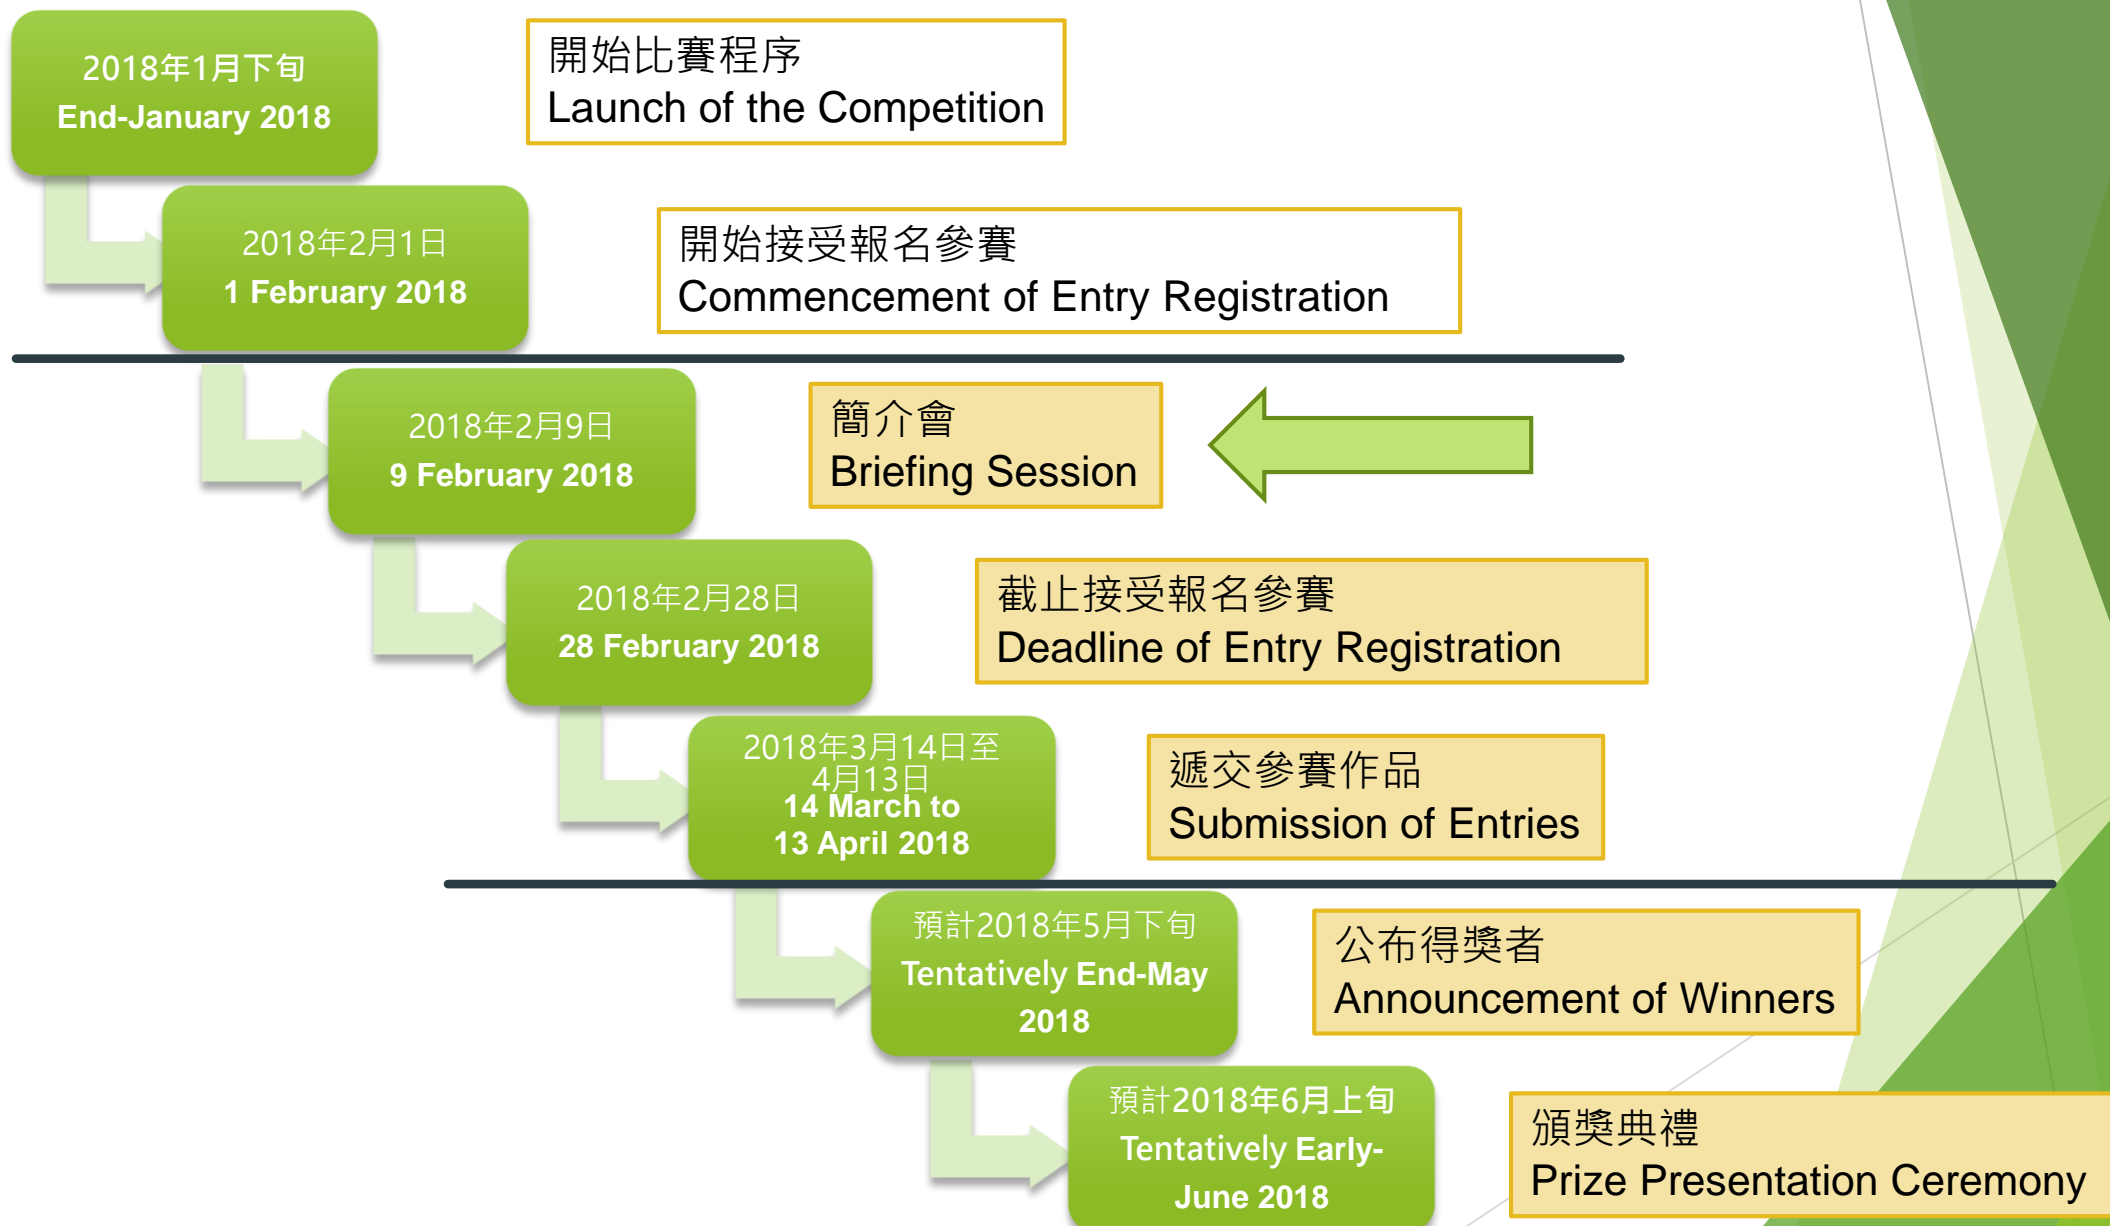 2018年1月下旬
End-January 2018
開始比賽程序
Launch of the Competition
2018年2月1日
1 February 2018
開始接受報名參賽
Commencement of Entry Registration
2018年2月9日
9 February 2018
簡介會
Briefing Session
2018年2月28日
28 February 2018
截止接受報名參賽
Deadline of Entry Registration
2018年3月14日至
4月13日
14 March to
13 April 2018
遞交參賽作品
Submission of Entries
預計2018年5月下旬
Tentatively End-May
2018
公布得獎者
Announcement of Winners
預計2018年6月上旬
Tentatively Early-
June 2018
頒獎典禮
Prize Presentation Ceremony